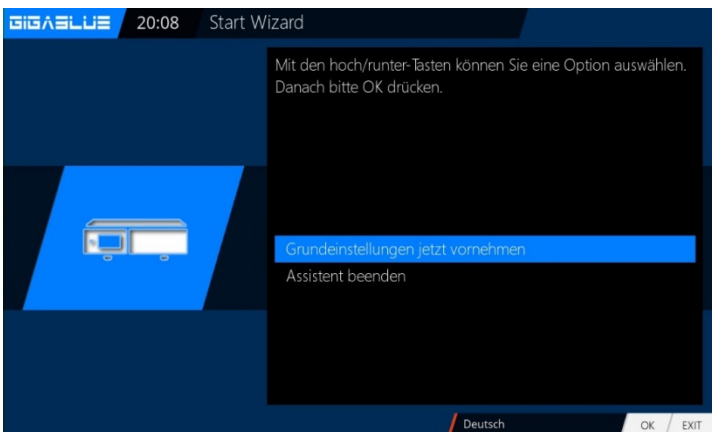 GIGABLUE 20:08 Start Wizard
Mit den hoch/runter-Tasten können Sie eine Option auswählen.
Danach bitte OK drücken.
Grundeinstellungen jetzt vornehmen
Assistent beenden
Deutsch OK EXIT